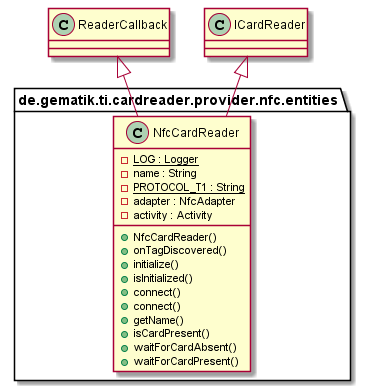 C ReaderCallback
C ICardReader
de.gematik.ti.cardreader.provider.nfc.entities
C NfcCardReader
LOG : Logger
name : String
PROTOCOL_T1 : String
adapter : NfcAdapter
activity : Activity
NfcCardReader()
onTagDiscovered()
initialize()
isInitialized()
connect()
connect()
getName()
isCardPresent()
waitForCardAbsent()
waitForCardPresent()